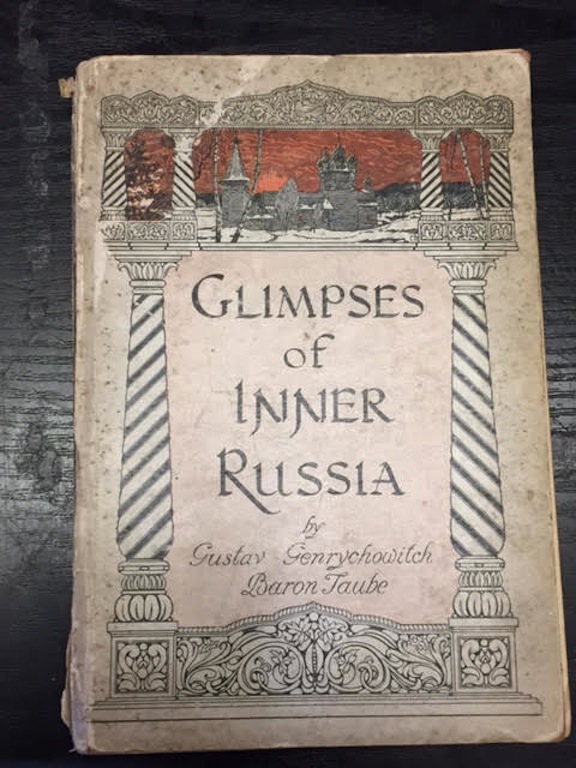 GLIMPSES
of
INNER
RUSSIA
by
Gustav Genrychowitch
Baron Taube